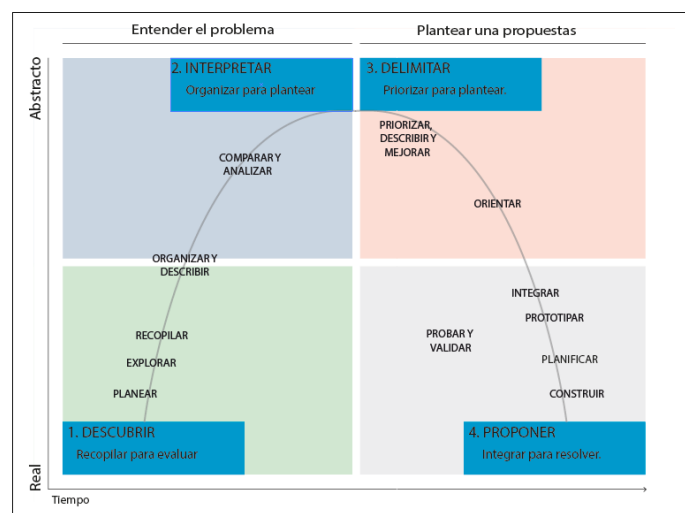 Entender el problema
Plantear una propuestas
Abstracto
2. INTERPRETAR
Organizar para plantear
3. DELIMITAR
Priorizar para plantear.
PRIORIZAR,
DESCRIBIR Y
MEJORAR
COMPARAR Y
ANALIZAR
ORIENTAR
ORGANIZAR Y
DESCRIBIR
INTEGRAR
PROTOTIPAR
PROBAR Y
VALIDAR
RECOPILAR
EXPLORAR
PLANIFICAR
PLANEAR
CONSTRUIR
1. DESCUBRIR
Recopilar para evaluar
4. PROPONER
Integrar para resolver.
Real
Tiempo